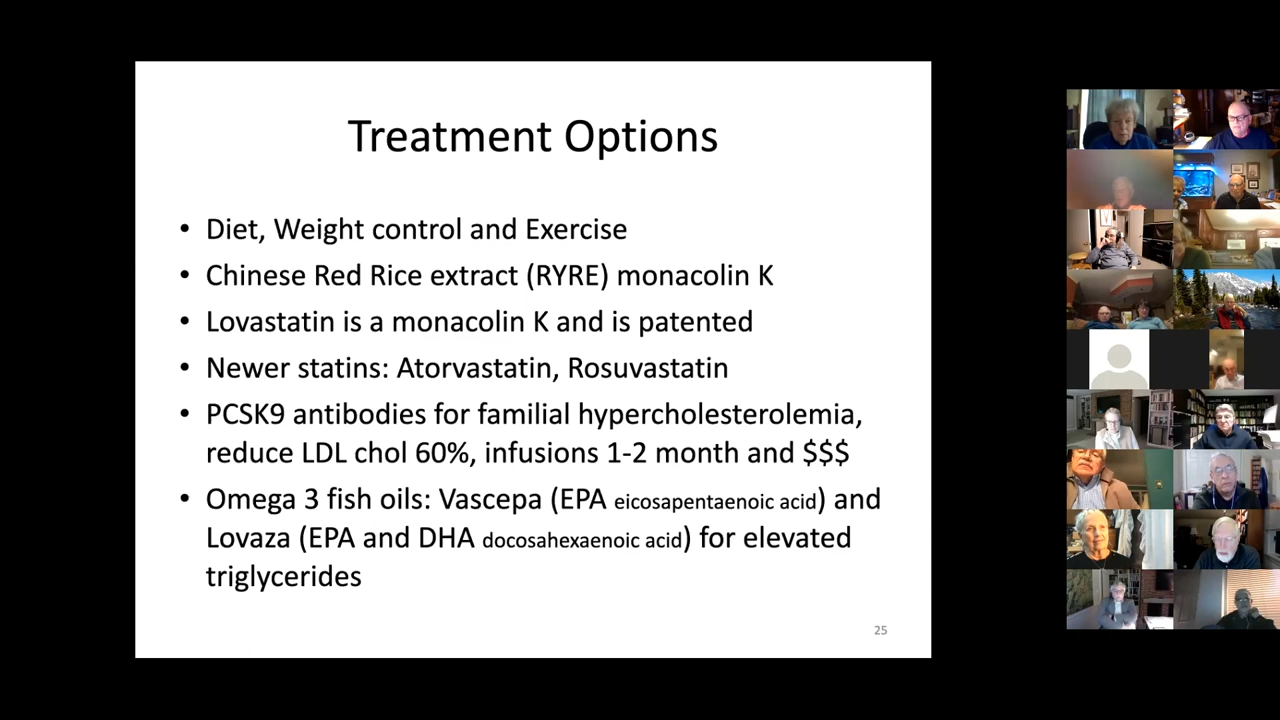 Treatment Options
• Diet, Weight control and Exercise
• Chinese Red Rice extract (RYRE) monacolin K
• Lovastatin is a monacolin K and is patented
• Newer statins: Atorvastatin, Rosuvastatin
• PCSK9 antibodies for familial hypercholesterolemia,
reduce LDL chol 60%, infusions 1-2 month and $$$
• Omega 3 fish oils: Vascepa (EPA eicosapentaenoic acid) and
Lovaza (EPA and DHA docosahexaenoic acid) for elevated
triglycerides
25